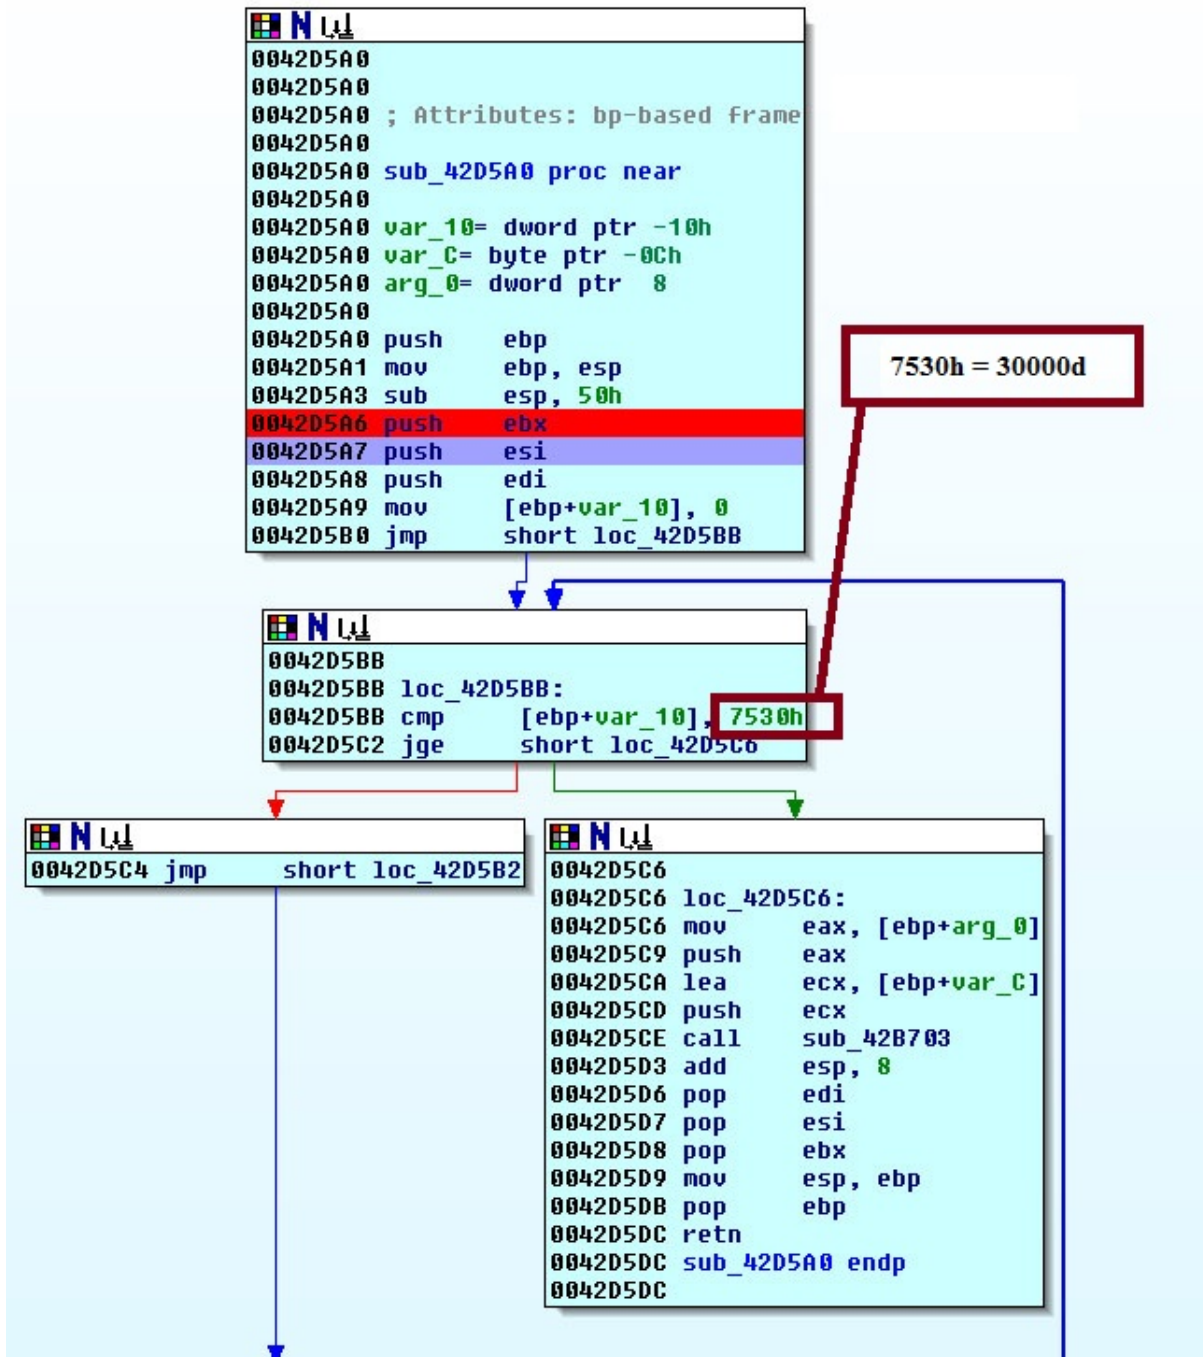 0042D5A0
0042D5A0
0042D5A0 ; Attributes: bp-based frame
0042D5A0
0042D5A0 sub_42D5A0 proc near
0042D5A0
0042D5A0 var_10= dword ptr -10h
0042D5A0 var_C= byte ptr -0Ch
0042D5A0 arg_0= dword ptr  8
0042D5A0
0042D5A0 push    ebp
0042D5A1 mov     ebp, esp
0042D5A3 sub     esp, 50h
0042D5A6 push    ebx
0042D5A7 push    esi
0042D5A8 push    edi
0042D5A9 mov     [ebp+var_10], 0
0042D5B0 jmp     short loc_42D5BB
7530h = 30000d
0042D5BB
0042D5BB loc_42D5BB:
0042D5BB cmp     [ebp+var_10], 7530h
0042D5C2 jge     short loc_42D5C6
0042D5C4 jmp     short loc_42D5B2
0042D5C6
0042D5C6 loc_42D5C6:
0042D5C6 mov     eax, [ebp+arg_0]
0042D5C9 push    eax
0042D5CA lea     ecx, [ebp+var_C]
0042D5CD push    ecx
0042D5CE call    sub_42B703
0042D5D3 add     esp, 8
0042D5D6 pop     edi
0042D5D7 pop     esi
0042D5D8 pop     ebx
0042D5D9 mov     esp, ebp
0042D5DB pop     ebp
0042D5DC retn
0042D5DC sub_42D5A0 endp
0042D5DC